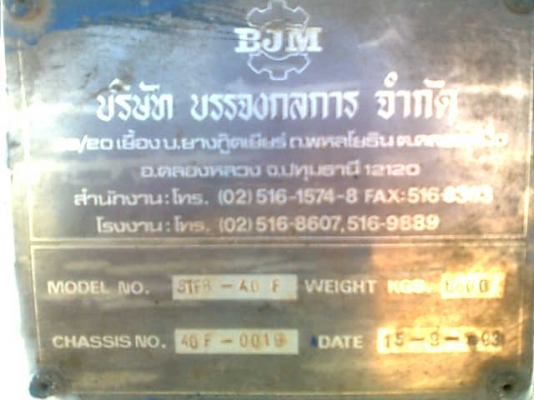 BJM
บริษัท บรรจงกลการ จำกัด
เยื้อง บ.ยางกู๊ดเยียร์ ถ.พหลโยธิน
อ.คลองหลวง จ.ปทุมธานี 12120
สำนักงาน : โทร. (02) 516-1574-8 FAX:
โรงงาน : โทร. (02) 516-8607, 516-9889
MODEL NO. STFB-40 F WEIGHT KGS.
CHASSIS NO. 40 F-0019 DATE